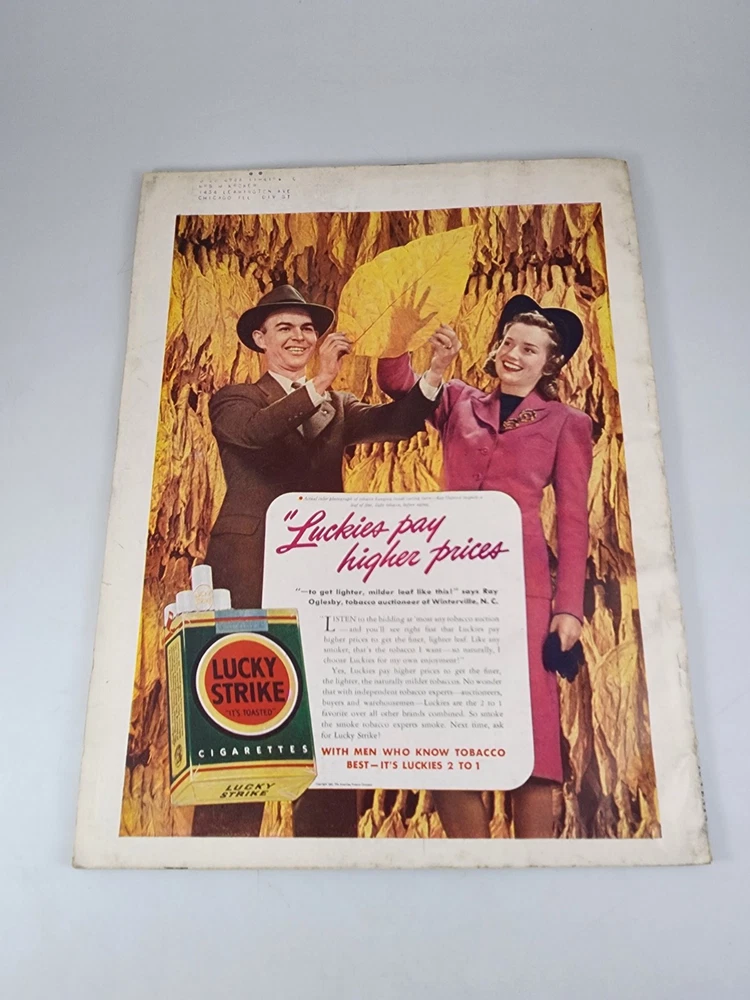 CHICAGO ILL
"Luckies pay
higher prices
"—to get lighter, milder leaf like this!" says Ray
Oglesby, tobacco auctioneer of Winterville, N. C.
LISTEN to the bidding at 'most any tobacco auction
—and you'll see right fast that Luckies pay
higher prices to get the finer, lighter leaf. Like any
smoker, that's the tobacco I want—so naturally, I
choose Luckies for my own enjoyment!"
Yes, Luckies pay higher prices to get the finer,
the lighter, the naturally milder tobaccos. No wonder
that with independent tobacco experts—auctioneers,
buyers and warehousemen—Luckies are the 2 to 1
favorite over all other brands combined. So smoke
the smoke tobacco experts smoke. Next time, ask
for Lucky Strike!
WITH MEN WHO KNOW TOBACCO
BEST—IT'S LUCKIES 2 TO 1
LUCKY
STRIKE
"IT'S TOASTED"
CIGARETTES
LUCKY
STRIKE